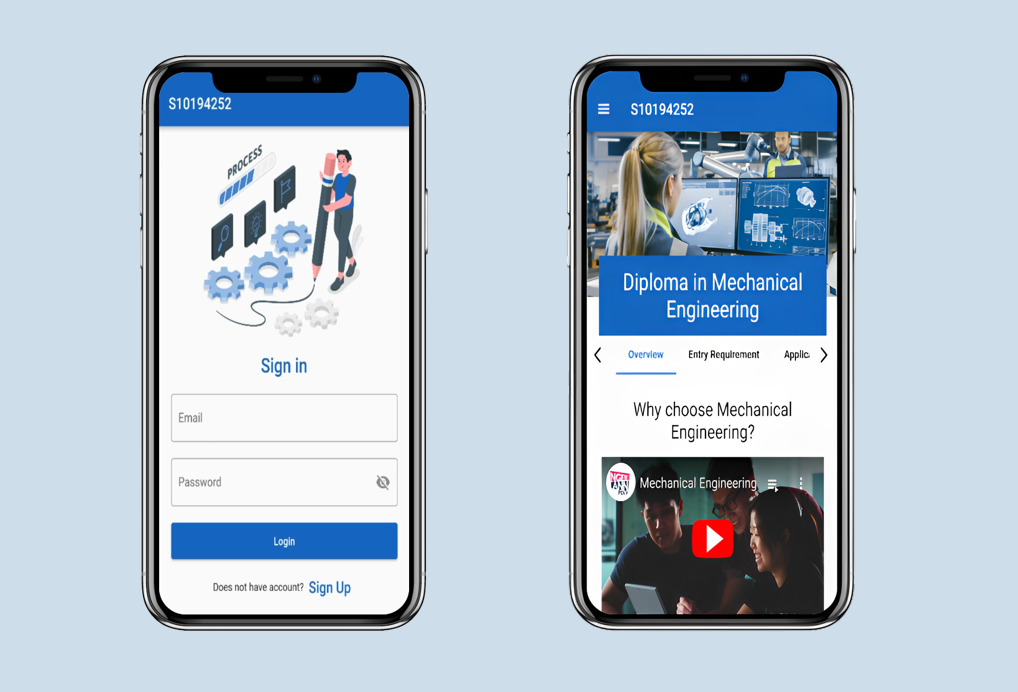 S10194252
PROCESS
Sign in
Email
Password
Login
Does not have account? Sign Up
S10194252
Diploma in Mechanical
Engineering
Overview Entry Requirement Applic
Why choose Mechanical
Engineering?
Mechanical Engineering